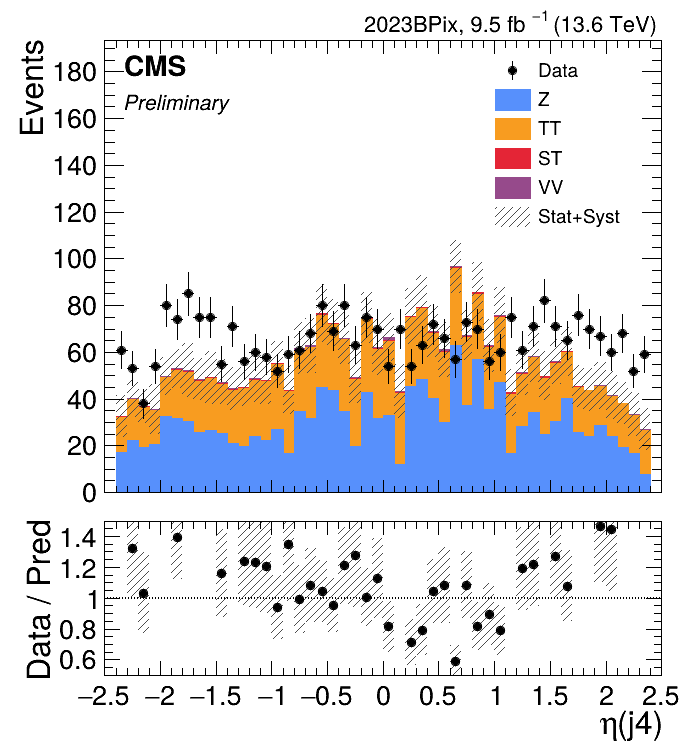 2023BPix, 9.5 fb⁻¹ (13.6 TeV)
Events
CMS
Preliminary
Data
Z
TT
ST
VV
Stat+Syst
180
160
140
120
100
80
60
40
20
0
Data / Pred
1.4
1.2
1
0.8
0.6
−2.5 −2 −1.5 −1 −0.5 0 0.5 1 1.5 2 2.5
η(j4)